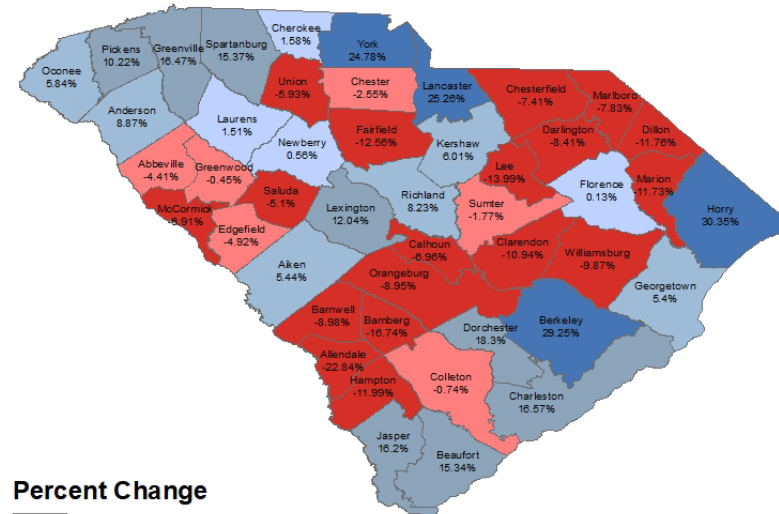 Cherokee
1.58%
York
24.78%
Spartanburg
15.37%
Greenville
16.47%
Pickens
10.22%
Oconee
5.84%
Union
-5.93%
Chester
-2.55%
Lancaster
25.26%
Chesterfield
-7.41%
Marlboro
-7.83%
Anderson
8.87%
Laurens
1.51%
Darlington
-8.41%
Dillon
-11.76%
Newberry
0.56%
Fairfield
-12.56%
Kershaw
6.01%
Lee
-13.99%
Abbeville
-4.41%
Greenwood
-0.45%
Florence
0.13%
Marion
-11.73%
Saluda
-5.1%
Richland
8.23%
Sumter
-1.77%
Horry
30.35%
McCormick
-6.91%
Lexington
12.04%
Edgefield
-4.92%
Calhoun
-6.96%
Clarendon
-10.94%
Williamsburg
-9.87%
Aiken
5.44%
Orangeburg
-8.95%
Georgetown
5.4%
Barnwell
-8.98%
Bamberg
-16.74%
Dorchester
18.3%
Berkeley
29.25%
Allendale
-22.84%
Hampton
-11.99%
Colleton
-0.74%
Charleston
16.57%
Jasper
16.2%
Beaufort
15.34%
Percent Change